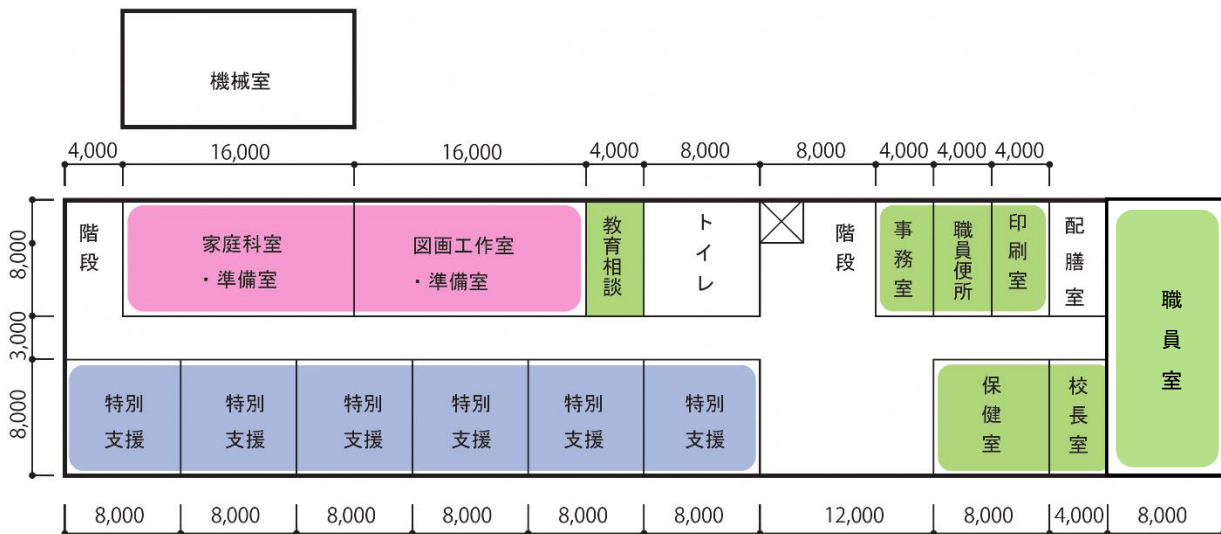 機械室
4,000
16,000
16,000
4,000
8,000
8,000
4,000
4,000
4,000
8,000
3,000
8,000
階段
家庭科室
・準備室
図画工作室
・準備室
教育相談
トイレ
階段
事務室
職員便所
印刷室
配膳室
職員室
特別
支援
特別
支援
特別
支援
特別
支援
特別
支援
特別
支援
保健室
校長室
8,000
8,000
8,000
8,000
8,000
8,000
12,000
8,000
4,000
8,000